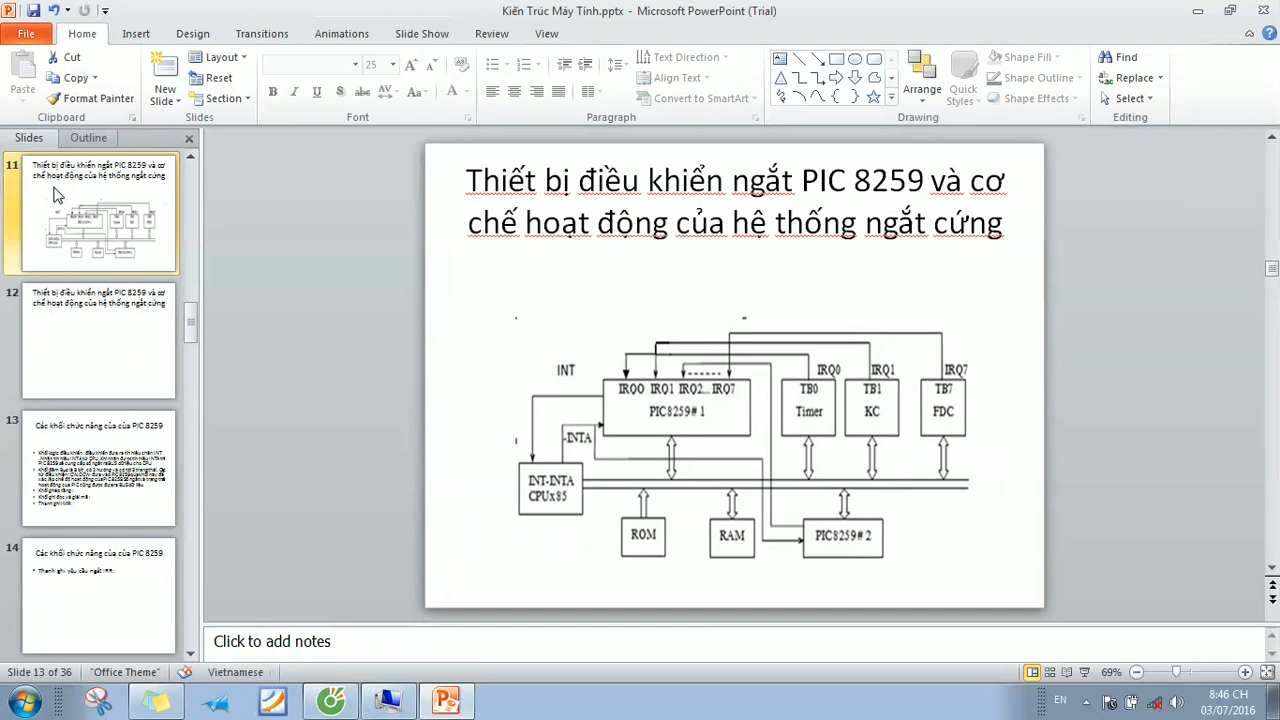 Kiến Trúc Máy Tính.pptx - Microsoft PowerPoint (Trial)
File Home Insert Design Transitions Animations Slide Show Review View
Paste
Cut
Copy
Format Painter
Clipboard
New Slide
Layout
Reset
Section
Slides
25
Font
Text Direction
Align Text
Convert to SmartArt
Paragraph
Arrange
Quick Styles
Shape Fill
Shape Outline
Shape Effects
Drawing
Find
Replace
Select
Editing
Slides Outline
11
Thiết bị điều khiển ngắt PIC 8259 và cơ
chế hoạt động của hệ thống ngắt cứng
12
Thiết bị điều khiển ngắt PIC 8259 và cơ
chế hoạt động của hệ thống ngắt cứng
13
Các khối chức năng của của PIC 8259
14
Các khối chức năng của của PIC 8259
• Thanh ghi yêu cầu ngắt IRR:
Thiết bị điều khiển ngắt PIC 8259 và cơ
chế hoạt động của hệ thống ngắt cứng
INT
IRQ0 IRQ1 IRQ2... IRQ7
PIC8259# 1
IRQ0
TB0
Timer
IRQ1
TB1
KC
IRQ7
TB7
FDC
-INTA
INT-INTA
CPUx85
ROM
RAM
PIC8259# 2
Click to add notes
Slide 13 of 36 "Office Theme" Vietnamese 69%
EN
8:46 CH
03/07/2016